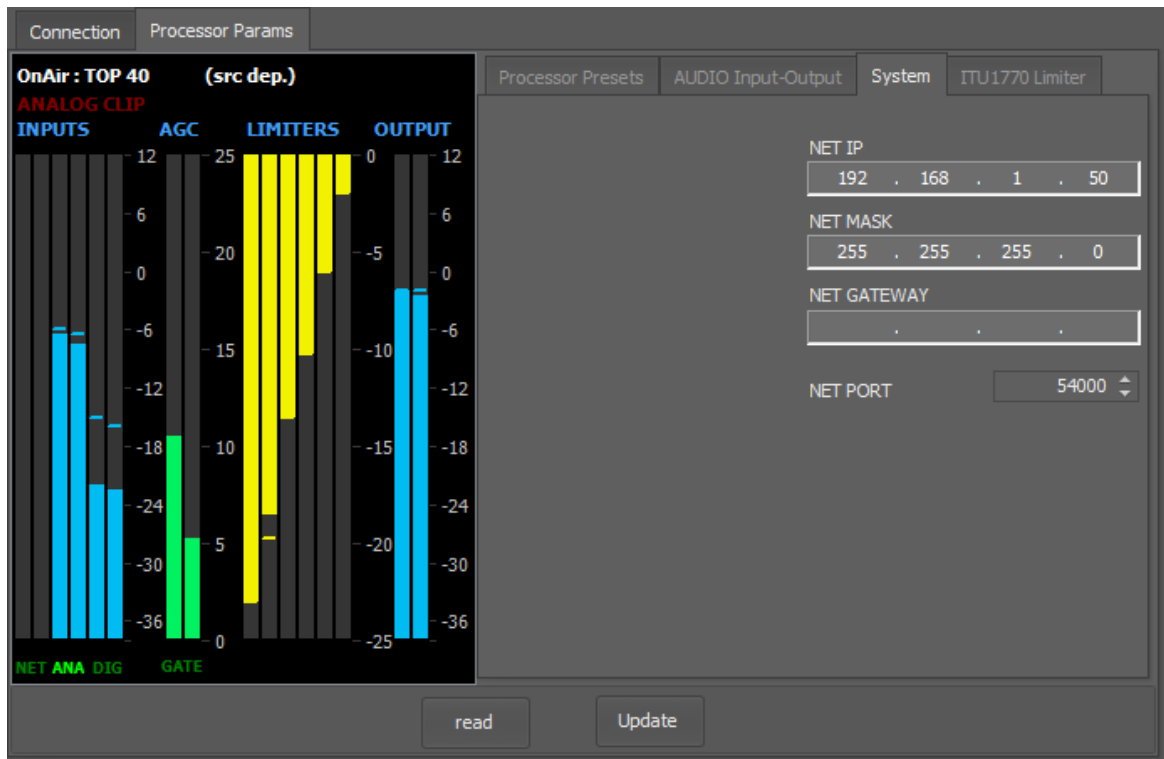 Connection Processor Params
OnAir : TOP 40 (src dep.)
ANALOG CLIP
INPUTS AGC LIMITERS OUTPUT
12 25 0 12
6 6
20 -5
0 0
-6 -6
15 -10
-12 -12
-18 10 -15 -18
-24 -24
5 -20
-30 -30
-36 -36
0 -25
NET ANA DIG GATE
Processor Presets AUDIO Input-Output System ITU1770 Limiter
NET IP
192 . 168 . 1 . 50
NET MASK
255 . 255 . 255 . 0
NET GATEWAY
. . .
NET PORT 54000
read Update